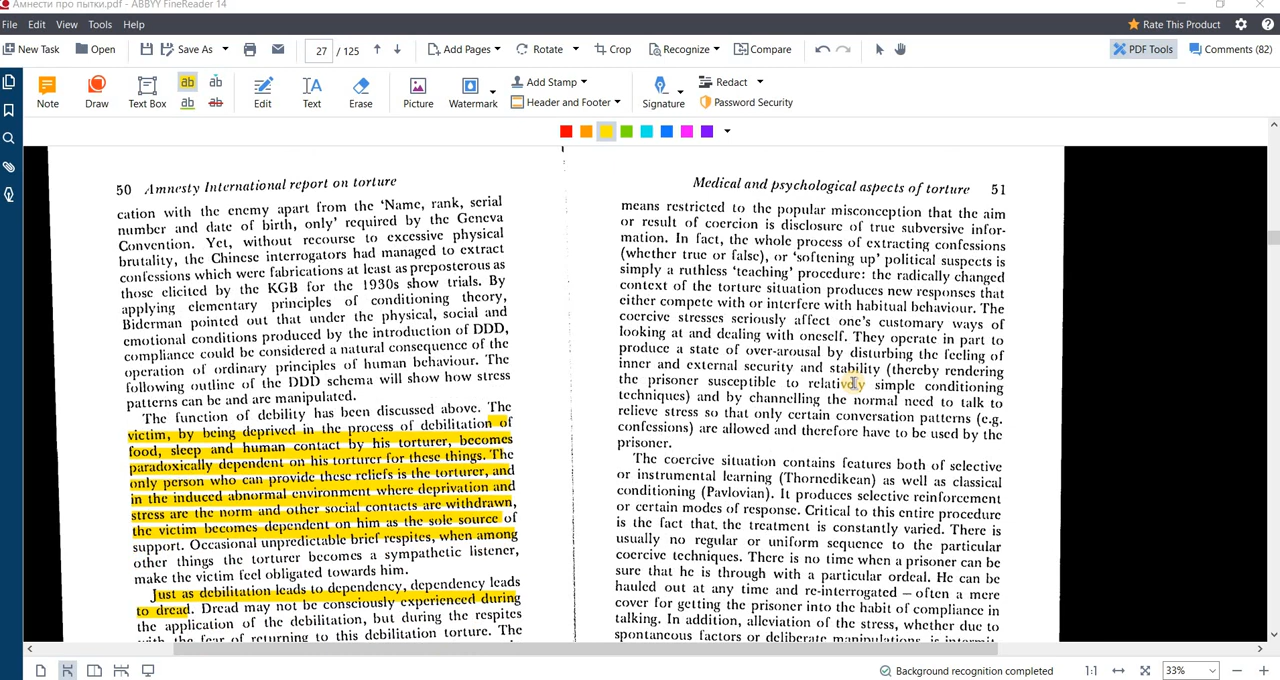 Амнести про пытки.pdf - ABBYY FineReader 14
File Edit View Tools Help
Rate This Product
New Task Open Save As 27 / 125 Add Pages Rotate Crop Recognize Compare PDF Tools Comments (82)
Note Draw Text Box Edit Text Erase Picture Watermark Add Stamp Header and Footer Signature Redact Password Security
50 Amnesty International report on torture
cation with the enemy apart from the 'Name, rank, serial
number and date of birth, only' required by the Geneva
Convention. Yet, without recourse to excessive physical
brutality, the Chinese interrogators had managed to extract
confessions which were fabrications at least as preposterous as
those elicited by the KGB for the 1930s show trials. By
applying elementary principles of conditioning theory,
Biderman pointed out that under the physical, social and
emotional conditions produced by the introduction of DDD,
compliance could be considered a natural consequence of the
operation of ordinary principles of human behaviour. The
following outline of the DDD schema will show how stress
patterns can be and are manipulated.
The function of debility has been discussed above. The
victim, by being deprived in the process of debilitation of
food, sleep and human contact by his torturer, becomes
paradoxically dependent on his torturer for these things. The
only person who can provide these reliefs is the torturer, and
in the induced abnormal environment where deprivation and
stress are the norm and other social contacts are withdrawn,
the victim becomes dependent on him as the sole source of
support. Occasional unpredictable brief respites, when among
other things the torturer becomes a sympathetic listener,
make the victim feel obligated towards him.
Just as debilitation leads to dependency, dependency leads
to dread. Dread may not be consciously experienced during
the application of the debilitation, but during the respites
with the fear of returning to this debilitation torture. The
Medical and psychological aspects of torture 51
means restricted to the popular misconception that the aim
or result of coercion is disclosure of true subversive infor-
mation. In fact, the whole process of extracting confessions
(whether true or false), or 'softening up' political suspects is
simply a ruthless 'teaching' procedure: the radically changed
context of the torture situation produces new responses that
either compete with or interfere with habitual behaviour. The
coercive stresses seriously affect one's customary ways of
looking at and dealing with oneself. They operate in part to
produce a state of over-arousal by disturbing the feeling of
inner and external security and stability (thereby rendering
the prisoner susceptible to relatively simple conditioning
techniques) and by channelling the normal need to talk to
relieve stress so that only certain conversation patterns (e.g.
confessions) are allowed and therefore have to be used by the
prisoner.
The coercive situation contains features both of selective
or instrumental learning (Thornedikean) as well as classical
conditioning (Pavlovian). It produces selective reinforcement
or certain modes of response. Critical to this entire procedure
is the fact that the treatment is constantly varied. There is
usually no regular or uniform sequence to the particular
coercive techniques. There is no time when a prisoner can be
sure that he is through with a particular ordeal. He can be
hauled out at any time and re-interrogated – often a mere
cover for getting the prisoner into the habit of compliance in
talking. In addition, alleviation of the stress, whether due to
spontaneous factors or deliberate manipulations, is intermit-
Background recognition completed 1:1 33%